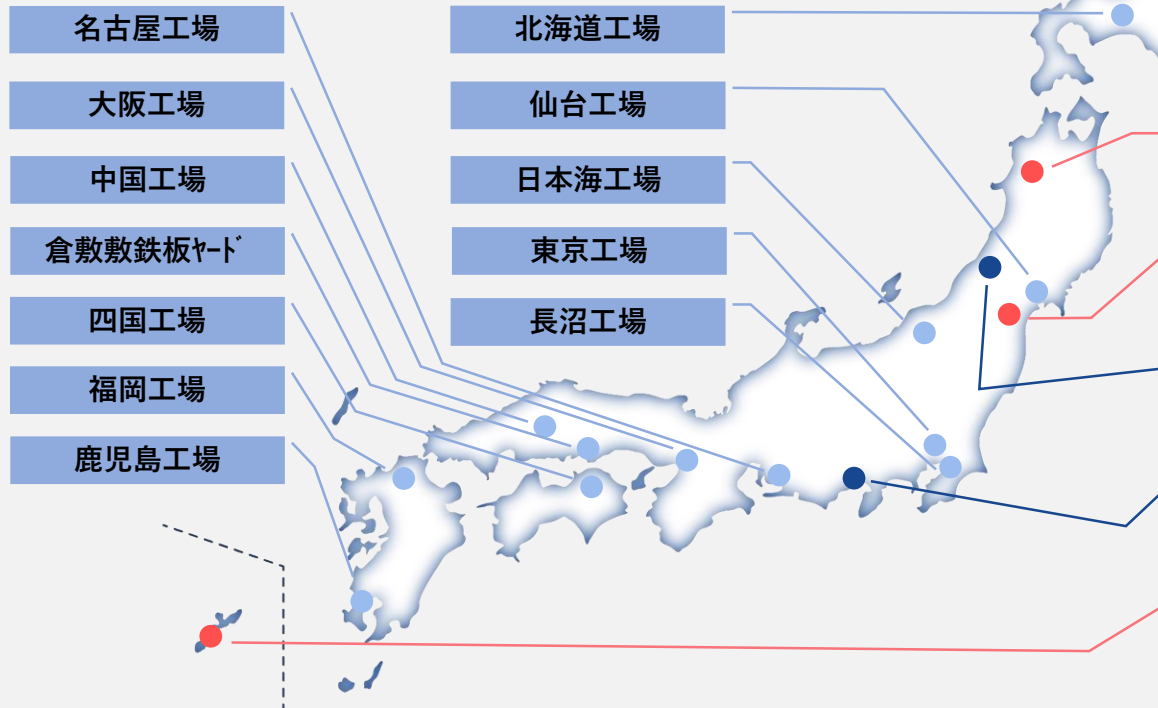 名古屋工場
大阪工場
中国工場
倉敷敷鉄板ﾔｰﾄﾞ
四国工場
福岡工場
鹿児島工場
北海道工場
仙台工場
日本海工場
東京工場
長沼工場